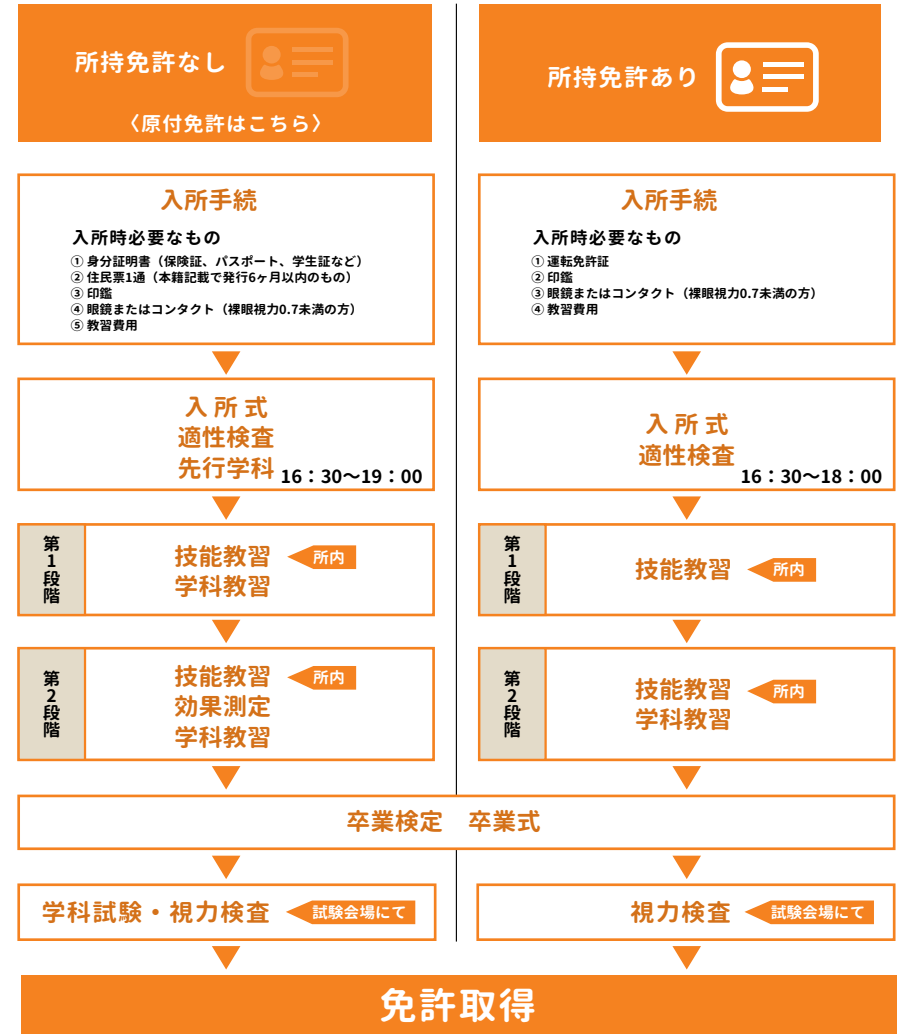 所持免許なし
〈原付免許はこちら〉
入所手続
入所時必要なもの
① 身分証明書（保険証、パスポート、学生証など）
② 住民票1通（本籍記載で発行6ヶ月以内のもの）
③ 印鑑
④ 眼鏡またはコンタクト（裸眼視力0.7未満の方）
⑤ 教習費用
入所式
適性検査
先行学科
16：30〜19：00
第1段階
技能教習
所内
学科教習
第2段階
技能教習
所内
効果測定
学科教習
所持免許あり
入所手続
入所時必要なもの
① 運転免許証
② 印鑑
③ 眼鏡またはコンタクト（裸眼視力0.7未満の方）
④ 教習費用
入所式
適性検査
16：30〜18：00
第1段階
技能教習
所内
第2段階
技能教習
所内
学科教習
卒業検定　卒業式
学科試験・視力検査
試験会場にて
視力検査
試験会場にて
免許取得